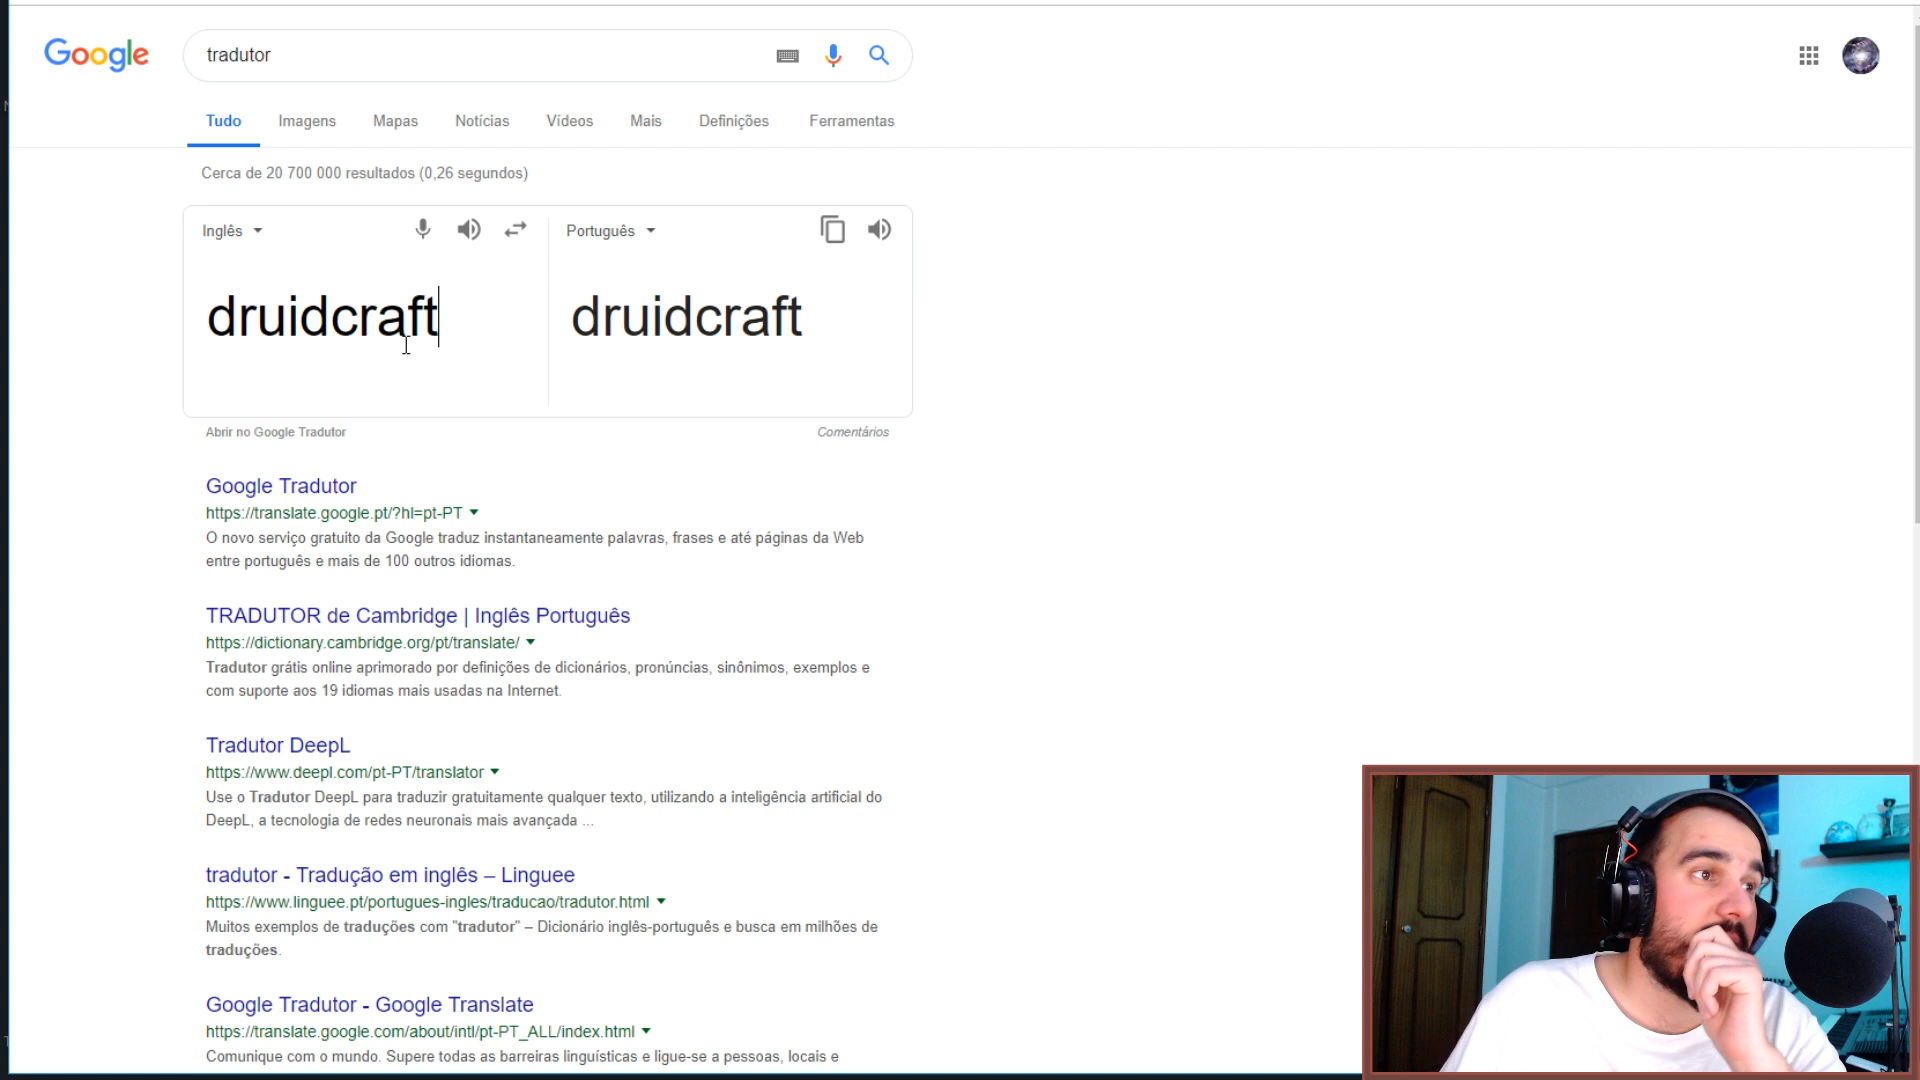 Google
tradutor
Tudo Imagens Mapas Notícias Vídeos Mais Definições Ferramentas
Cerca de 20 700 000 resultados (0,26 segundos)
Inglês Português
druidcraft druidcraft
Abrir no Google Tradutor Comentários
Google Tradutor
https://translate.google.pt/?hl=pt-PT
O novo serviço gratuito da Google traduz instantaneamente palavras, frases e até páginas da Web
entre português e mais de 100 outros idiomas.
TRADUTOR de Cambridge | Inglês Português
https://dictionary.cambridge.org/pt/translate/
Tradutor grátis online aprimorado por definições de dicionários, pronúncias, sinônimos, exemplos e
com suporte aos 19 idiomas mais usadas na Internet.
Tradutor DeepL
https://www.deepl.com/pt-PT/translator
Use o Tradutor DeepL para traduzir gratuitamente qualquer texto, utilizando a inteligência artificial do
DeepL, a tecnologia de redes neuronais mais avançada ...
tradutor - Tradução em inglês – Linguee
https://www.linguee.pt/portugues-ingles/traducao/tradutor.html
Muitos exemplos de traduções com "tradutor" – Dicionário inglês-português e busca em milhões de
traduções.
Google Tradutor - Google Translate
https://translate.google.com/about/intl/pt-PT_ALL/index.html
Comunique com o mundo. Supere todas as barreiras linguísticas e ligue-se a pessoas, locais e